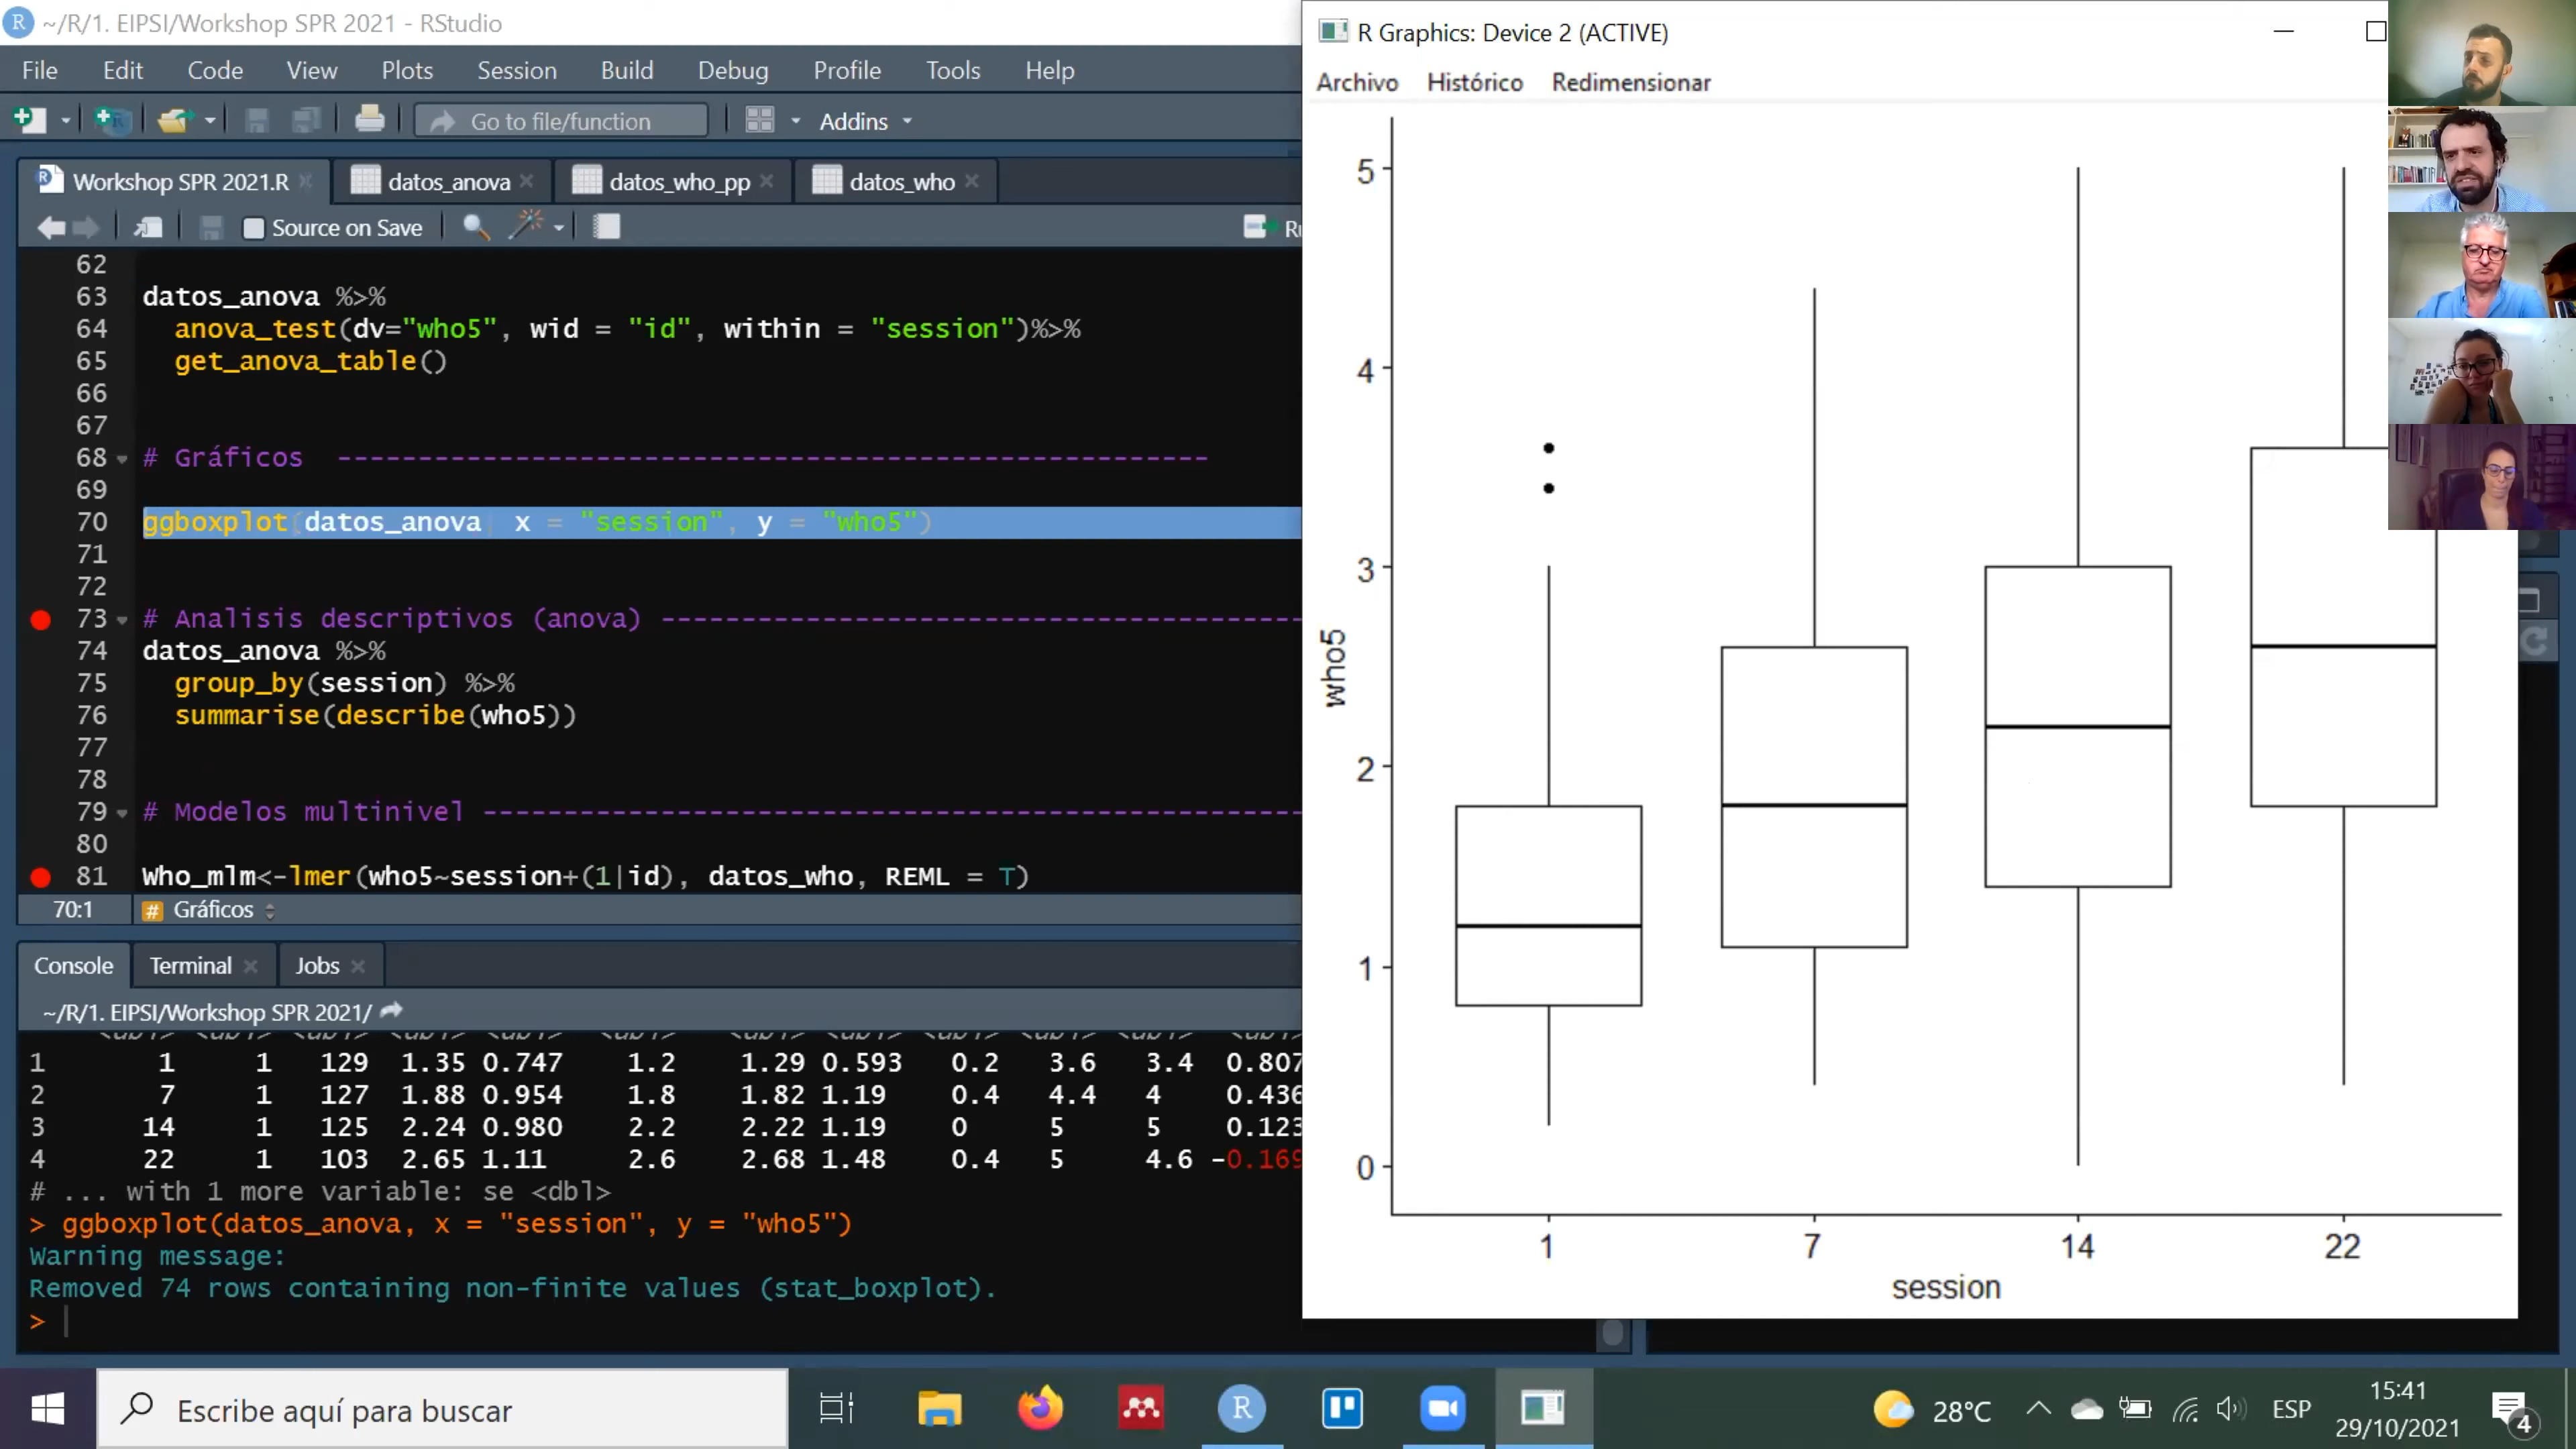 ~/R/1. EIPSI/Workshop SPR 2021 - RStudio
File Edit Code View Plots Session Build Debug Profile Tools Help
Go to file/function Addins
Workshop SPR 2021.R datos_anova datos_who_pp datos_who
Source on Save
62
63 datos_anova %>%
64 anova_test(dv="who5", wid = "id", within = "session")%>%
65 get_anova_table()
66
67
68 # Gráficos ------------------------------------------------------
69
70 ggboxplot(datos_anova, x = "session", y = "who5")
71
72
73 # Analisis descriptivos (anova) ----------------------------------------
74 datos_anova %>%
75 group_by(session) %>%
76 summarise(describe(who5))
77
78
79 # Modelos multinivel ---------------------------------------------------
80
81 Who_mlm<-lmer(who5~session+(1|id), datos_who, REML = T)
70:1 # Gráficos
Console Terminal Jobs
~/R/1. EIPSI/Workshop SPR 2021/
1 1 1 129 1.35 0.747 1.2 1.29 0.593 0.2 3.6 3.4 0.807
2 7 1 127 1.88 0.954 1.8 1.82 1.19 0.4 4.4 4 0.436
3 14 1 125 2.24 0.980 2.2 2.22 1.19 0 5 5 0.123
4 22 1 103 2.65 1.11 2.6 2.68 1.48 0.4 5 4.6 -0.169
# ... with 1 more variable: se <dbl>
> ggboxplot(datos_anova, x = "session", y = "who5")
Warning message:
Removed 74 rows containing non-finite values (stat_boxplot).
>
R Graphics: Device 2 (ACTIVE)
Archivo Histórico Redimensionar
5
4
3
2
1
0
who5
1 7 14 22
session
Escribe aquí para buscar
28°C
ESP
15:41
29/10/2021
4